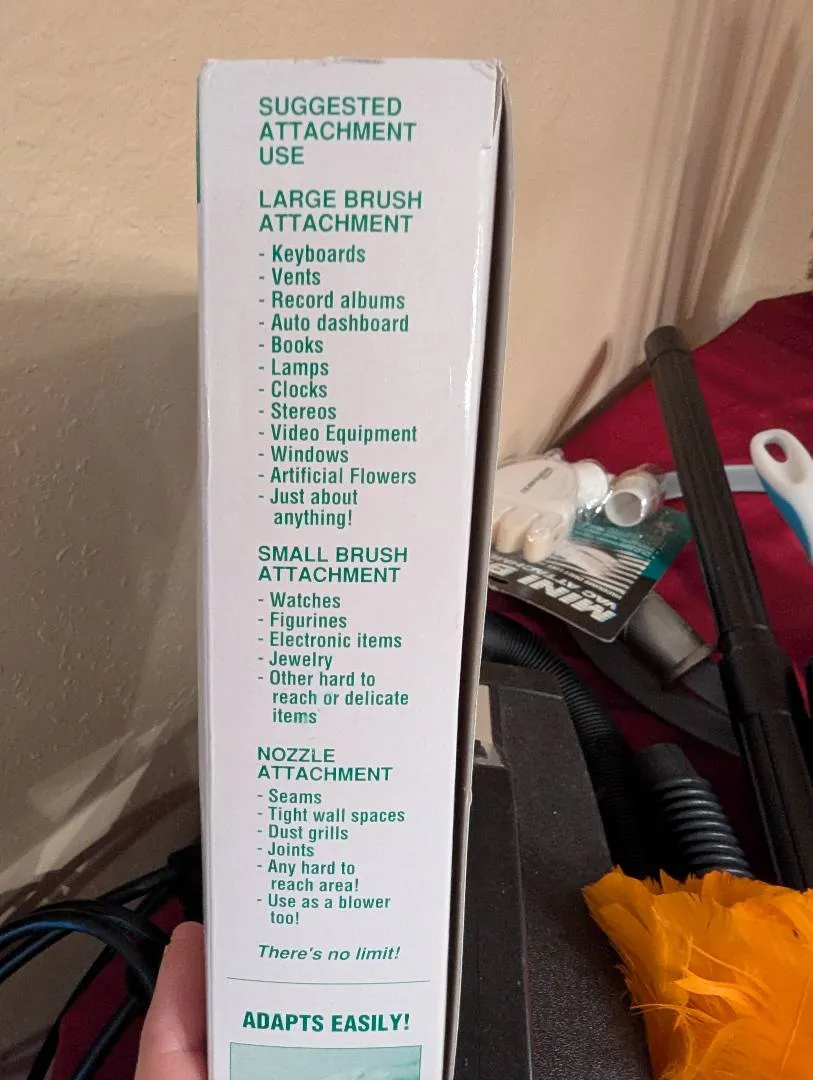 SUGGESTED
ATTACHMENT
USE
LARGE BRUSH
ATTACHMENT
- Keyboards
- Vents
- Record albums
- Auto dashboard
- Books
- Lamps
- Clocks
- Stereos
- Video Equipment
- Windows
- Artificial Flowers
- Just about
anything!
SMALL BRUSH
ATTACHMENT
- Watches
- Figurines
- Electronic items
- Jewelry
- Other hard to
reach or delicate
items
NOZZLE
ATTACHMENT
- Seams
- Tight wall spaces
- Dust grills
- Joints
- Any hard to
reach area!
- Use as a blower
too!
There's no limit!
ADAPTS EASILY!
MINI
VAC